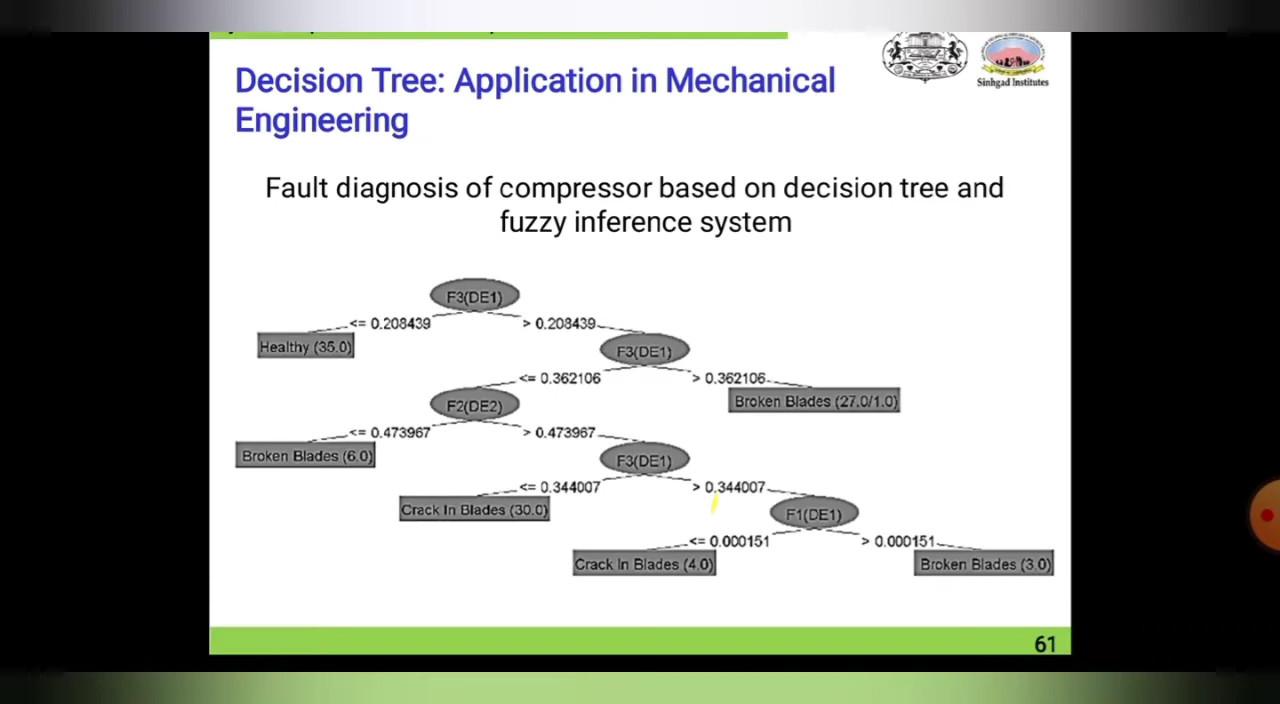 Sinhgad Institutes
Decision Tree: Application in Mechanical
Engineering
Fault diagnosis of compressor based on decision tree and
fuzzy inference system
F3(DE1)
<= 0.208439
> 0.208439
Healthy (35.0)
F3(DE1)
<= 0.362106
> 0.362106
F2(DE2)
Broken Blades (27.0/1.0)
<= 0.473967
> 0.473967
Broken Blades (6.0)
F3(DE1)
<= 0.344007
> 0.344007
Crack In Blades (30.0)
F1(DE1)
<= 0.000151
> 0.000151
Crack In Blades (4.0)
Broken Blades (3.0)
61